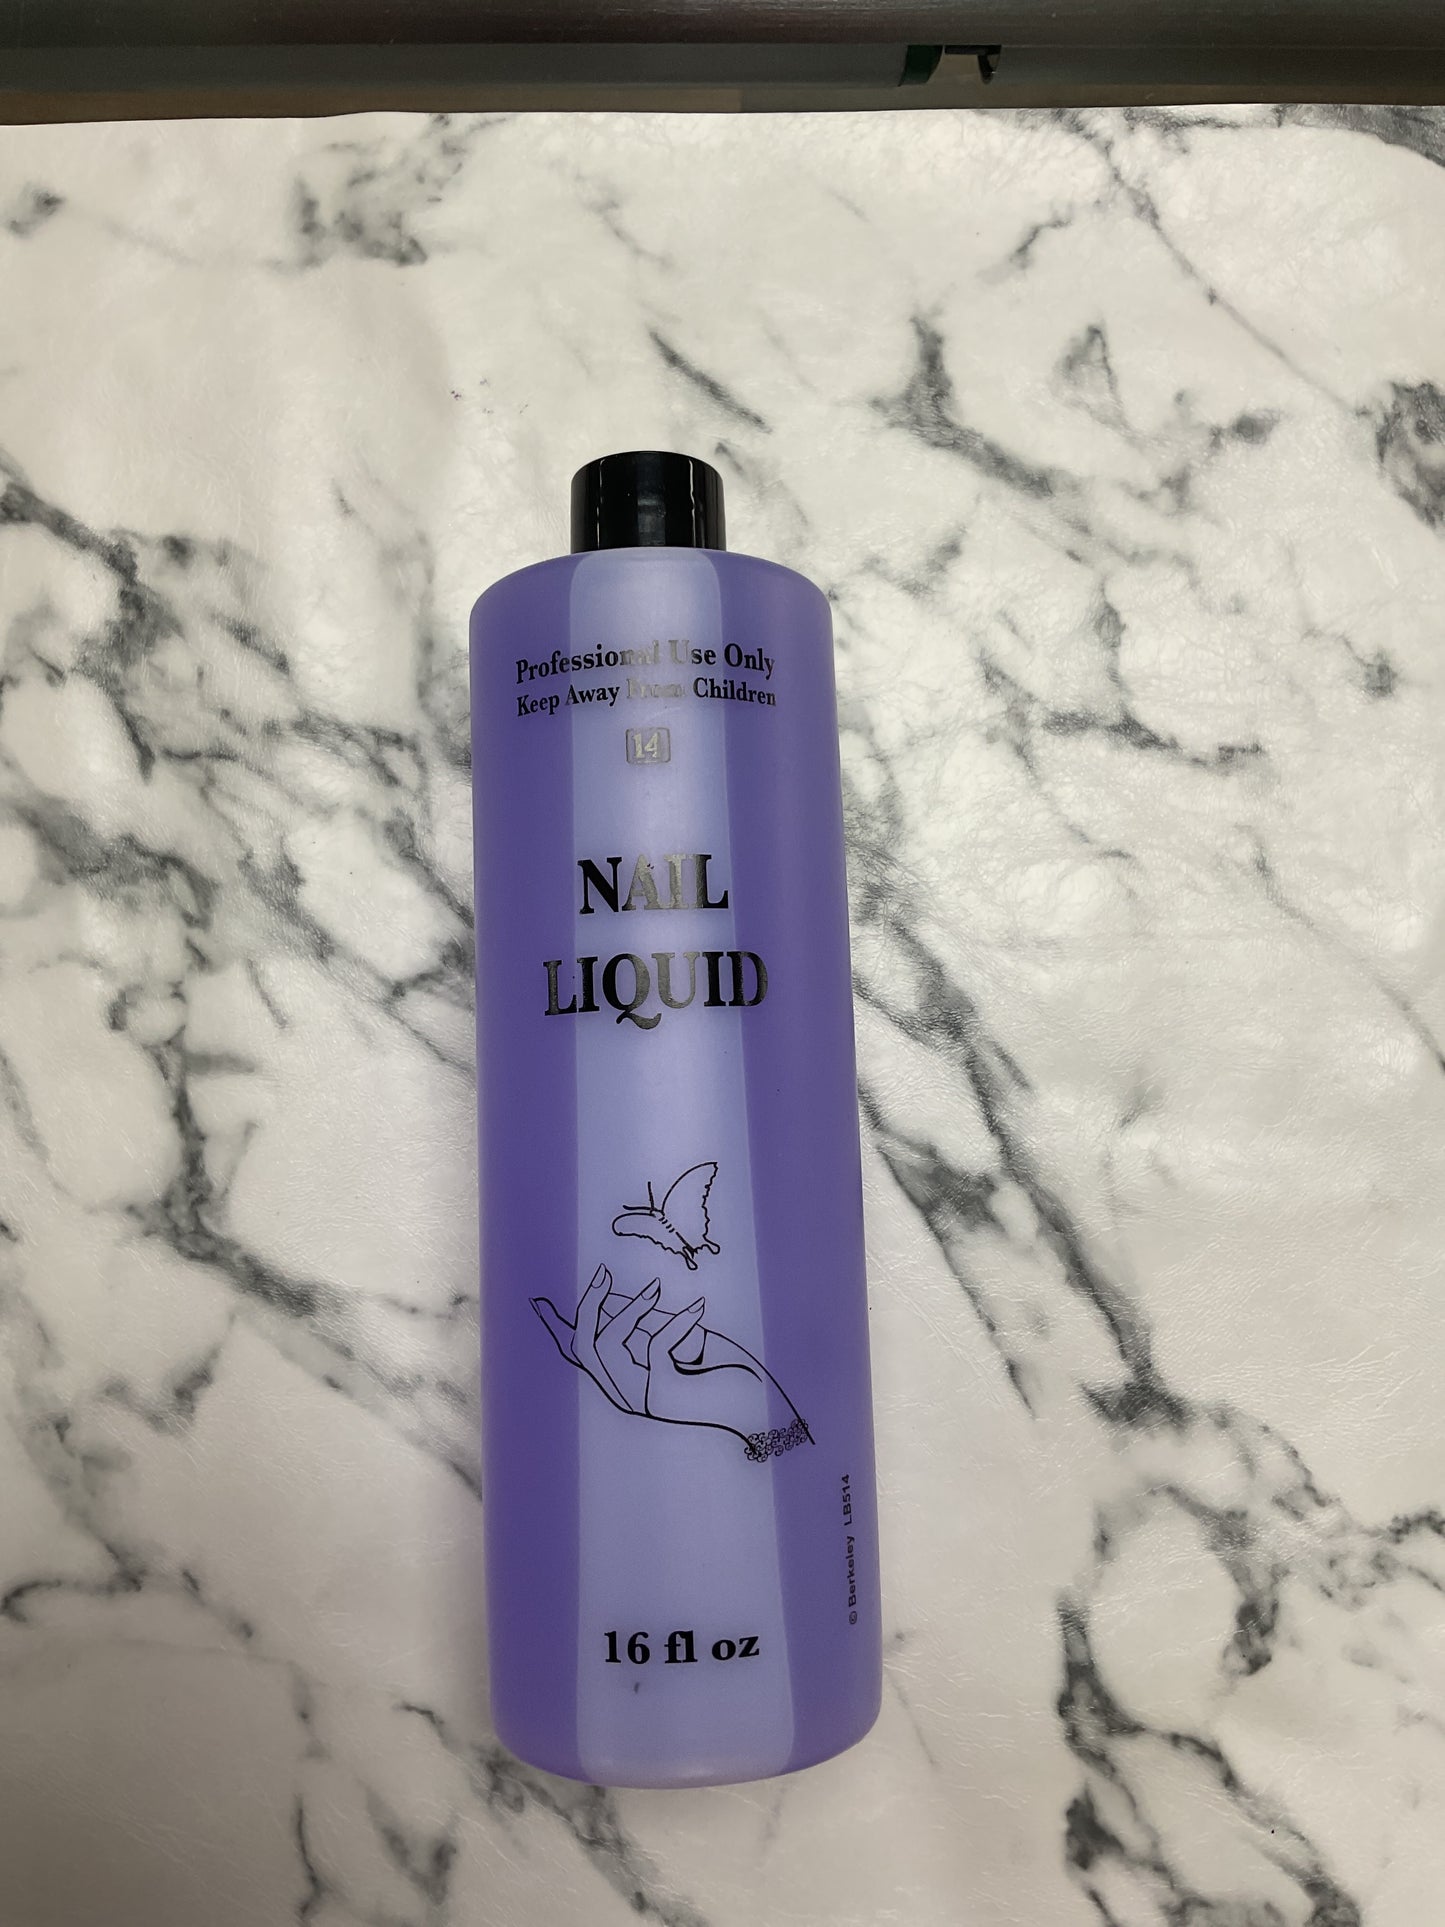 Professional Use Only
Keep Away From Children
14
NAIL
LIQUID
© Berkeley LB514
16 fl oz